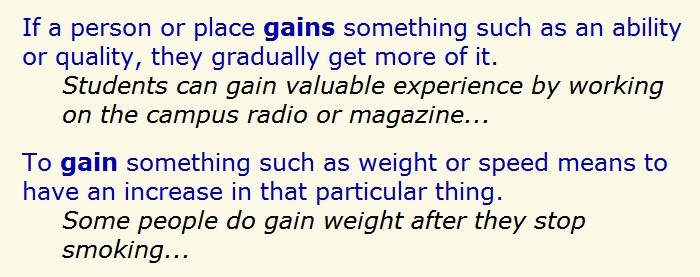 If a person or place gains something such as an ability
or quality, they gradually get more of it.
Students can gain valuable experience by working
on the campus radio or magazine...
To gain something such as weight or speed means to
have an increase in that particular thing.
Some people do gain weight after they stop
smoking...